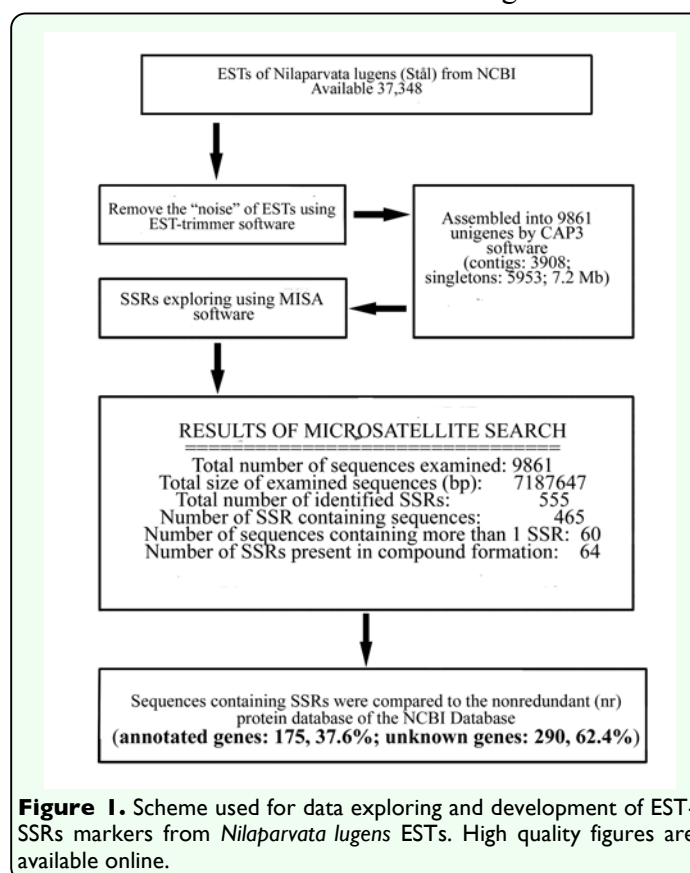 ESTs of Nilaparvata lugens (Stål) from NCBI
Available 37,348
Remove the “noise” of ESTs using
EST-trimmer software
Assembled into 9861
unigenes by CAP3
software
(contigs: 3908;
singletons: 5953; 7.2 Mb)
SSRs exploring using MISA
software
RESULTS OF MICROSATELLITE SEARCH
================================
Total number of sequences examined: 9861
Total size of examined sequences (bp): 7187647
Total number of identified SSRs: 555
Number of SSR containing sequences: 465
Number of sequences containing more than 1 SSR: 60
Number of SSRs present in compound formation: 64
Sequences containing SSRs were compared to the nonredundant (nr)
protein database of the NCBI Database
(annotated genes: 175, 37.6%; unknown genes: 290, 62.4%)
Figure 1. Scheme used for data exploring and development of EST-
SSRs markers from Nilaparvata lugens ESTs. High quality figures are
available online.